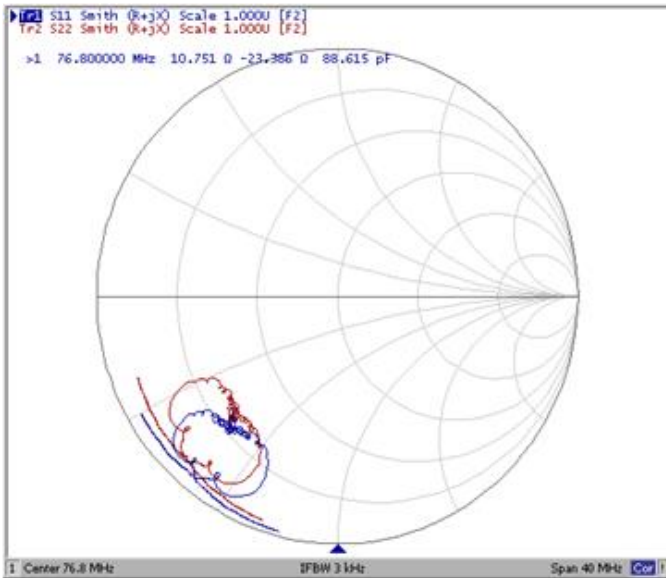 Tr1 S11 Smith (R+jX) Scale 1.000U [F2]
Tr2 S22 Smith (R+jX) Scale 1.000U [F2]
>1 76.800000 MHz 10.751 Ω -23.386 Ω 88.615 pF
1 Center 76.8 MHz IFBW 3 kHz Span 40 MHz Cor !